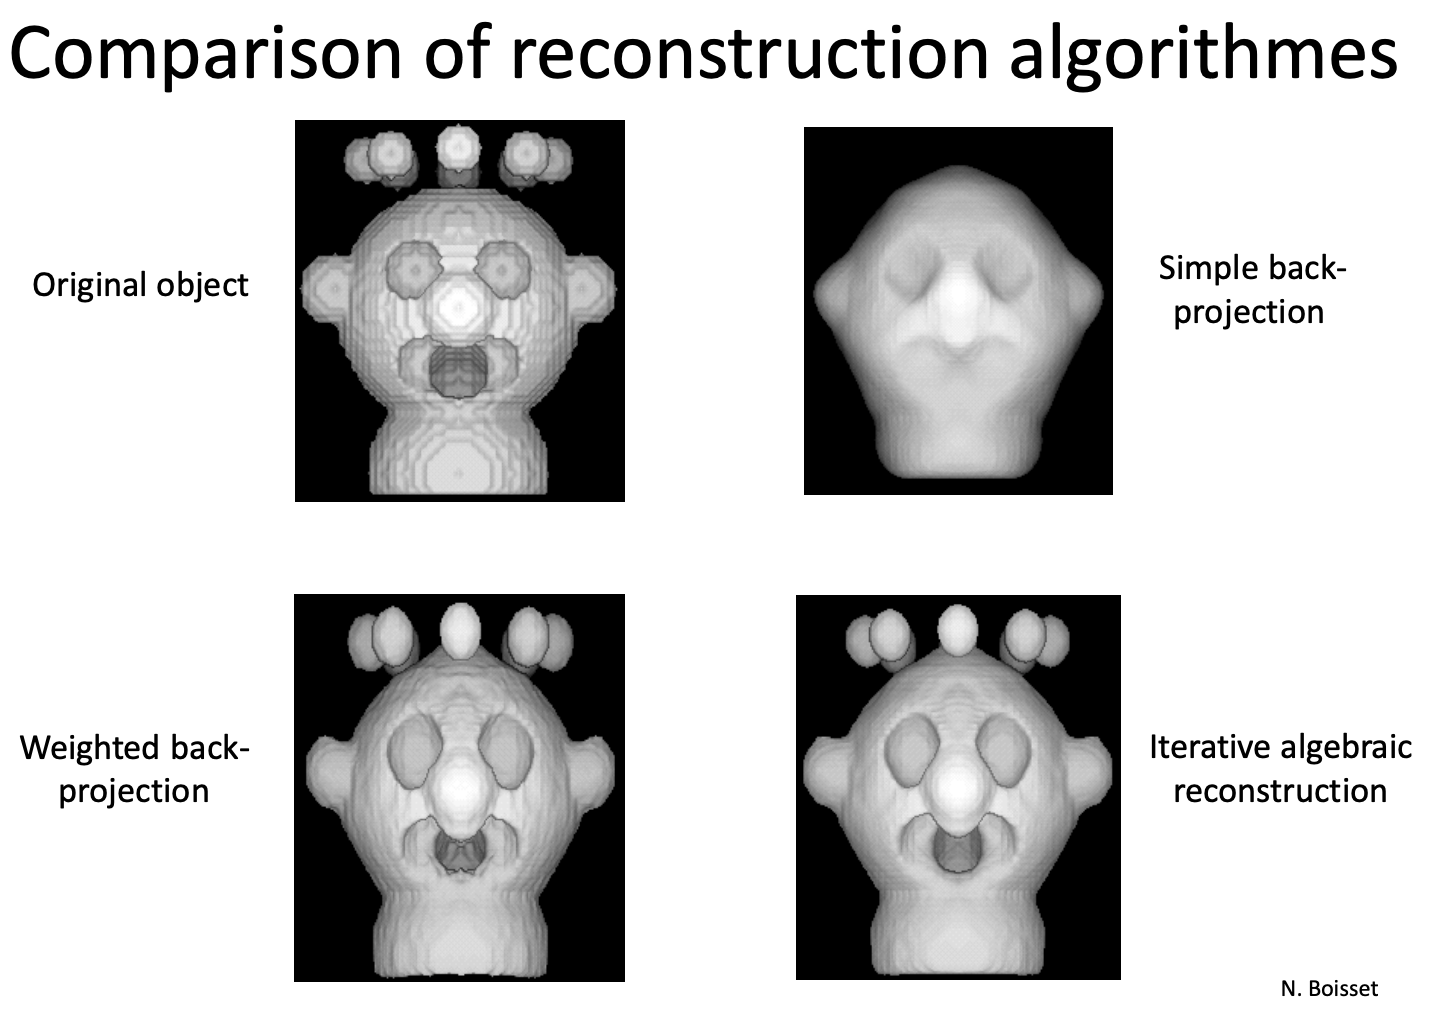 Comparison of reconstruction algorithmes
Original object
Simple back-
projection
Weighted back-
projection
Iterative algebraic
reconstruction
N. Boisset